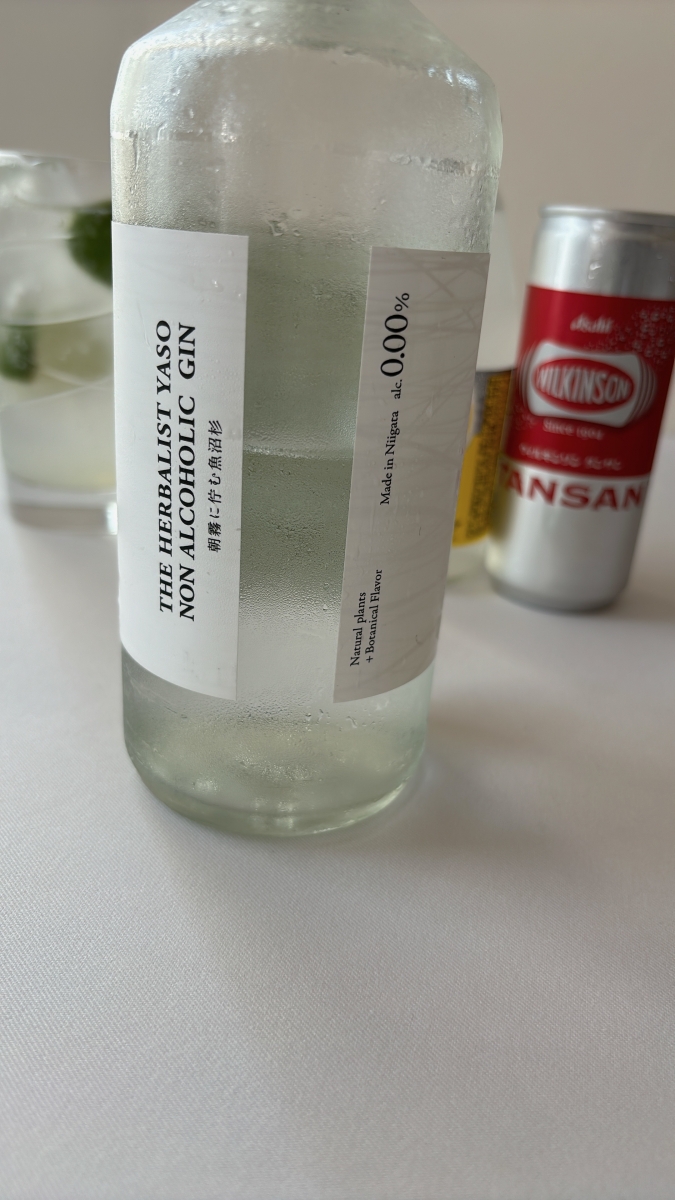 THE HERBALIST YASO
NON ALCOHOLIC GIN
朝霧に佇む魚沼杉
Natural plants
+ Botanical Flavor
Made in Niigata alc. 0.00%
Asahi
WILKINSON
SINCE 1904
TANSAN